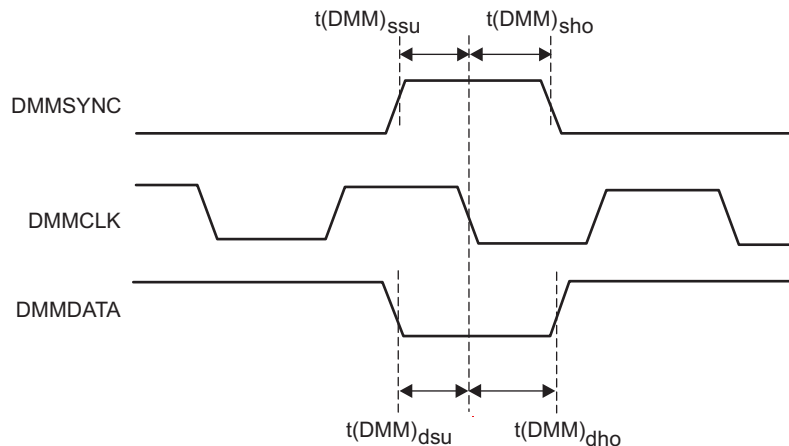 t(DMM)ssu
t(DMM)sho
DMMSYNC
DMMCLK
DMMDATA
t(DMM)dsu
t(DMM)dho